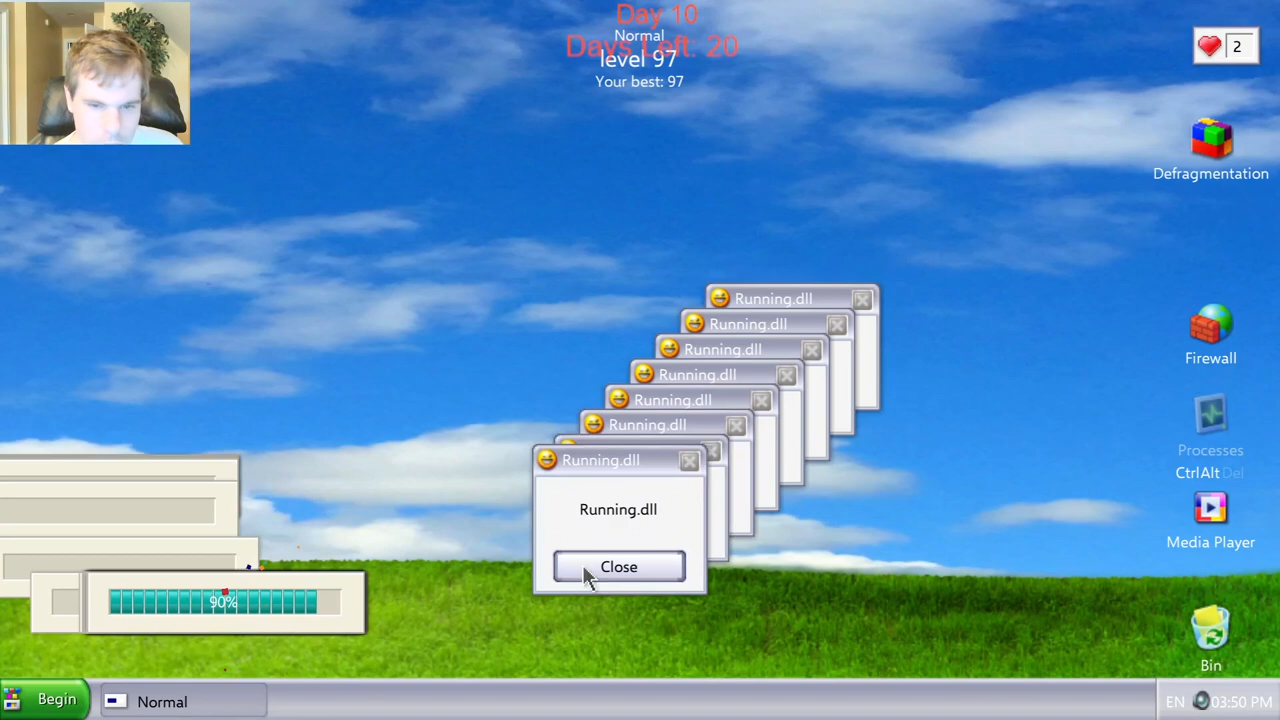 Day 10
Normal
Days Left: 20
level 97
Your best: 97
2
Defragmentation
Running.dll
Running.dll
Running.dll
Firewall
Running.dll
Running.dll
Running.dll
Running.dll
Processes
CtrlAlt Del
Running.dll
Media Player
Close
90%
Bin
Begin
Normal
EN
03:50 PM